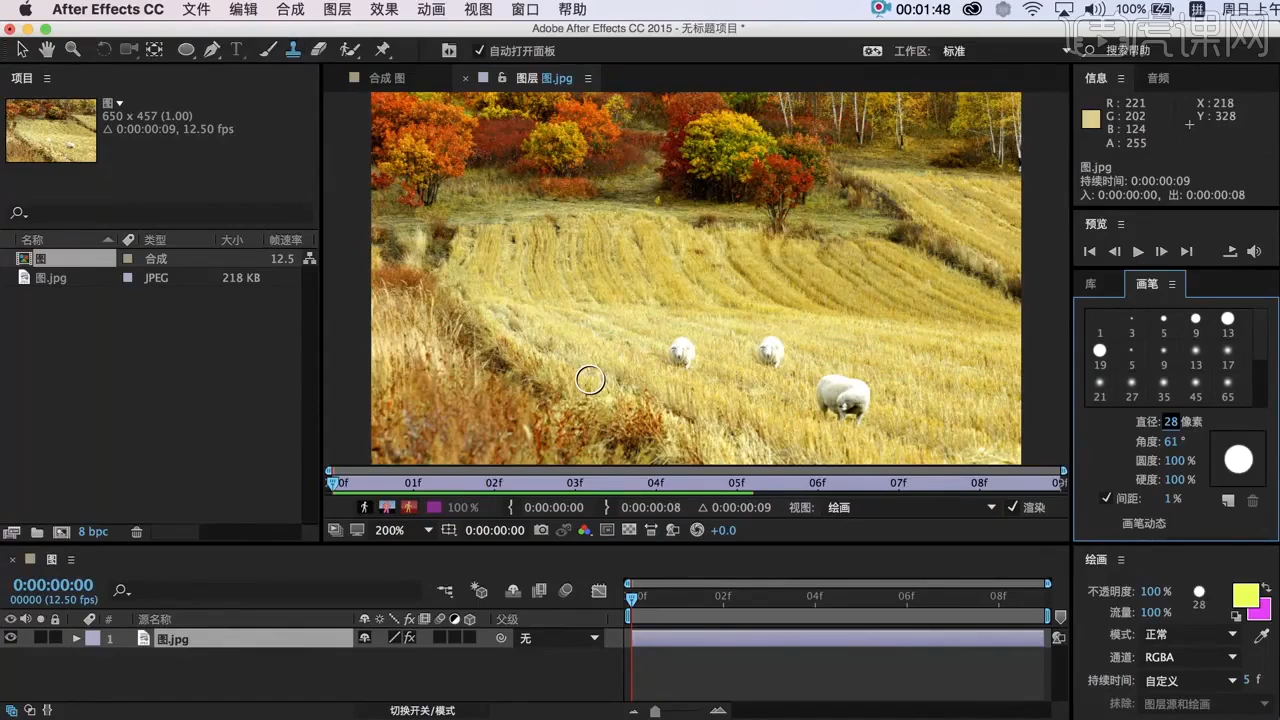 After Effects CC 文件 编辑 合成 图层 效果 动画 视图 窗口 帮助 00:01:48 100% 拼 周日上午
Adobe After Effects CC 2015 - 无标题项目 *
自动打开面板 工作区: 标准 搜索帮助
虎课网
项目 合成 图 图层 图.jpg 信息 音频
图▼
650 x 457 (1.00)
△ 0:00:00:09, 12.50 fps
R : 221 X : 218
G : 202 Y : 328
B : 124
A : 255
图.jpg
持续时间: 0:00:00:09
入: 0:00:00:00, 出: 0:00:00:08
预览
名称 类型 大小 帧速率
图 合成 12.5
图.jpg JPEG 218 KB
库 画笔
1 3 5 9 13
19 5 9 13 17
21 27 35 45 65
直径: 28 像素
角度: 61 °
圆度: 100 %
硬度: 100 %
间距: 1 %
画笔动态
0f 01f 02f 03f 04f 05f 06f 07f 08f 09f
100 % 0:00:00:00 0:00:00:08 △ 0:00:00:09 视图: 绘画 渲染
8 bpc 200% 0:00:00:00 +0.0
图
0:00:00:00
00000 (12.50 fps)
0f 02f 04f 06f 08f
# 源名称 fx 父级
1 图.jpg fx 无
切换开关/模式
绘画
不透明度: 100 % 28
流量: 100 %
模式: 正常
通道: RGBA
持续时间: 自定义 5 f
抹除: 图层源和绘画